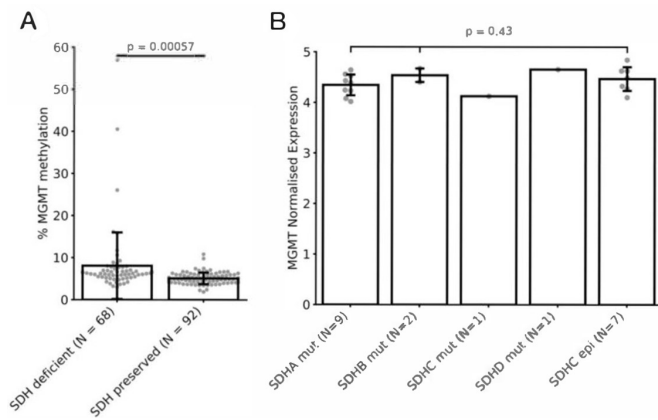 A
p = 0.00057
% MGMT methylation
60
50
40
30
20
10
0
SDH deficient (N = 68)
SDH preserved (N = 92)
B
p = 0.43
MGMT Normalised Expression
5
4
3
2
1
0
SDHA mut (N=9)
SDHB mut (N=2)
SDHC mut (N=1)
SDHD mut (N=1)
SDHC epi (N=7)